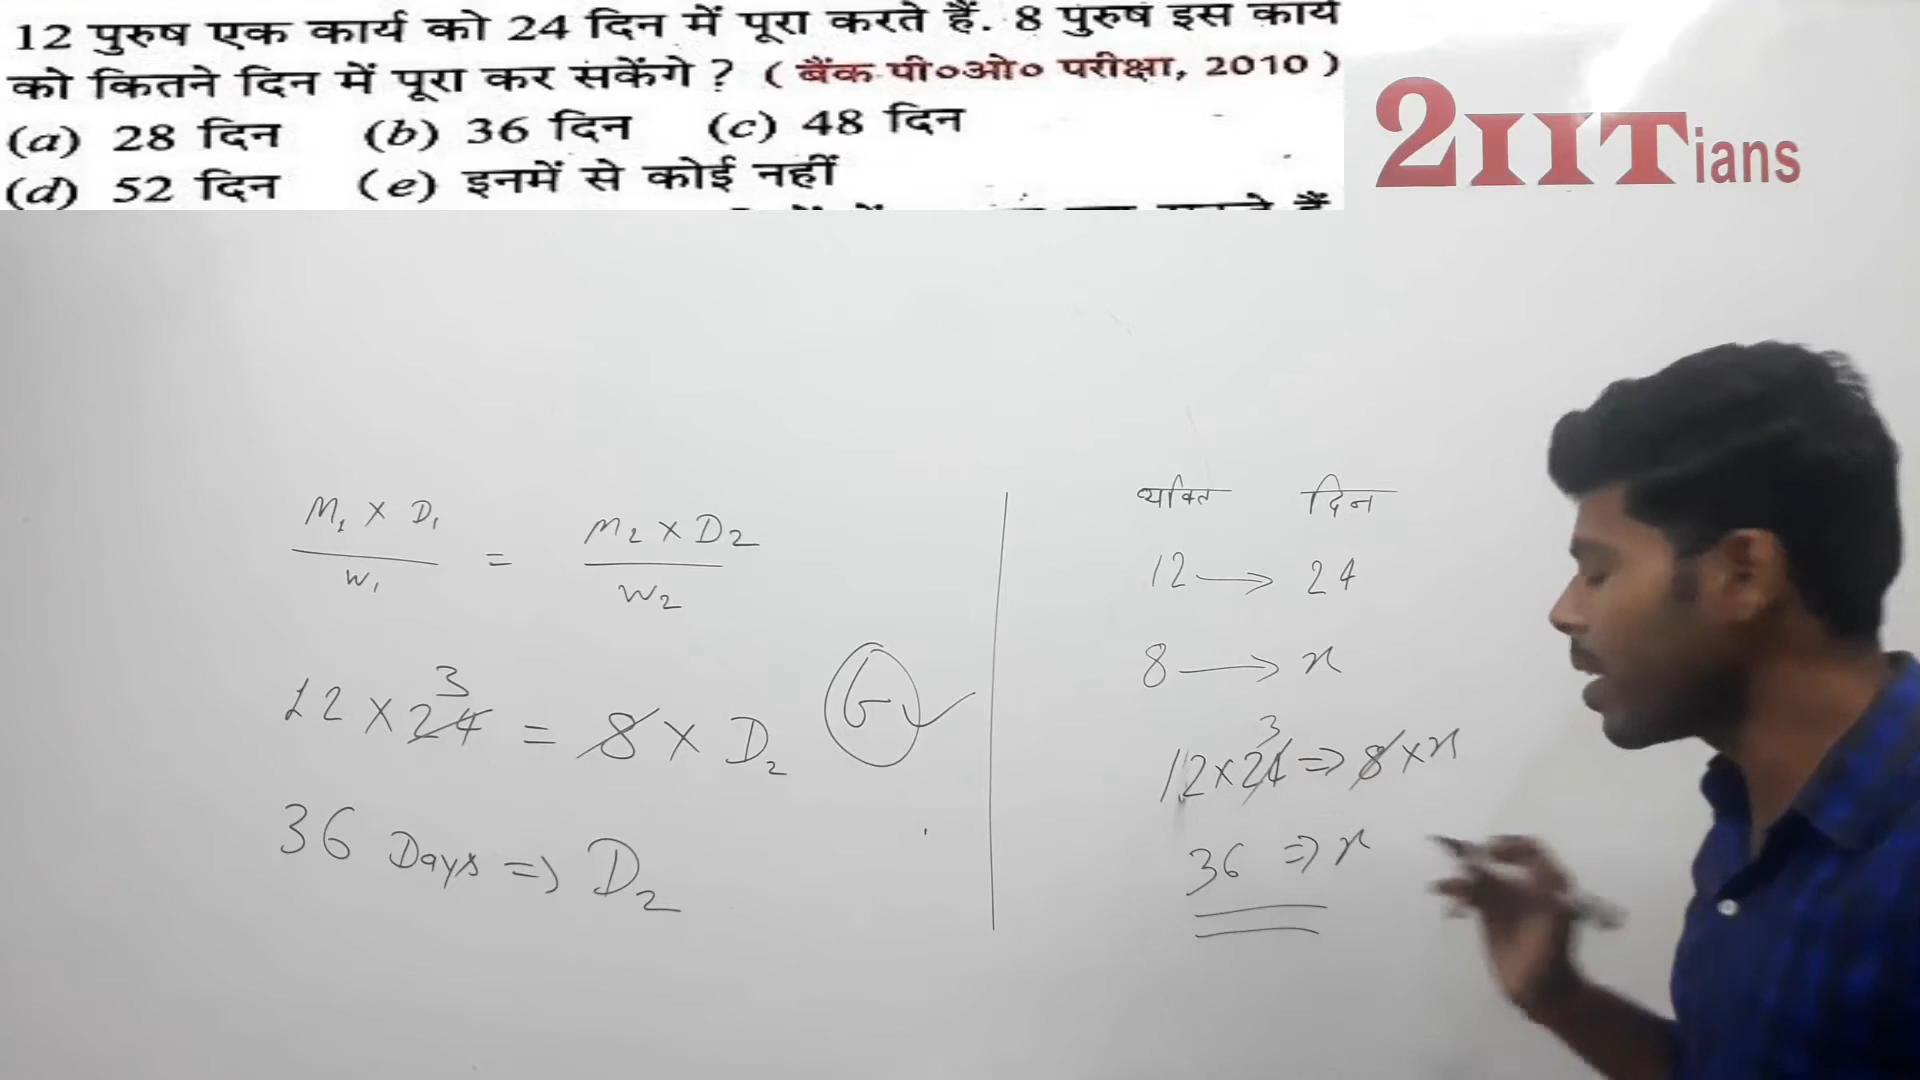 12 पुरुष एक कार्य को 24 दिन में पूरा करते हैं. 8 पुरुष इस कार्य
को कितने दिन में पूरा कर सकेंगे ? ( बैंक पी०ओ० परीक्षा, 2010 )
(a) 28 दिन (b) 36 दिन (c) 48 दिन
(d) 52 दिन (e) इनमें से कोई नहीं
2IITians
M₁ × D₁ / W₁ = M₂ × D₂ / W₂
12 × 24 = 8 × D₂
3
36 Days => D₂
G
व्यक्ति दिन
12 → 24
8 → x
3
12×24 => 8×x
36 => x